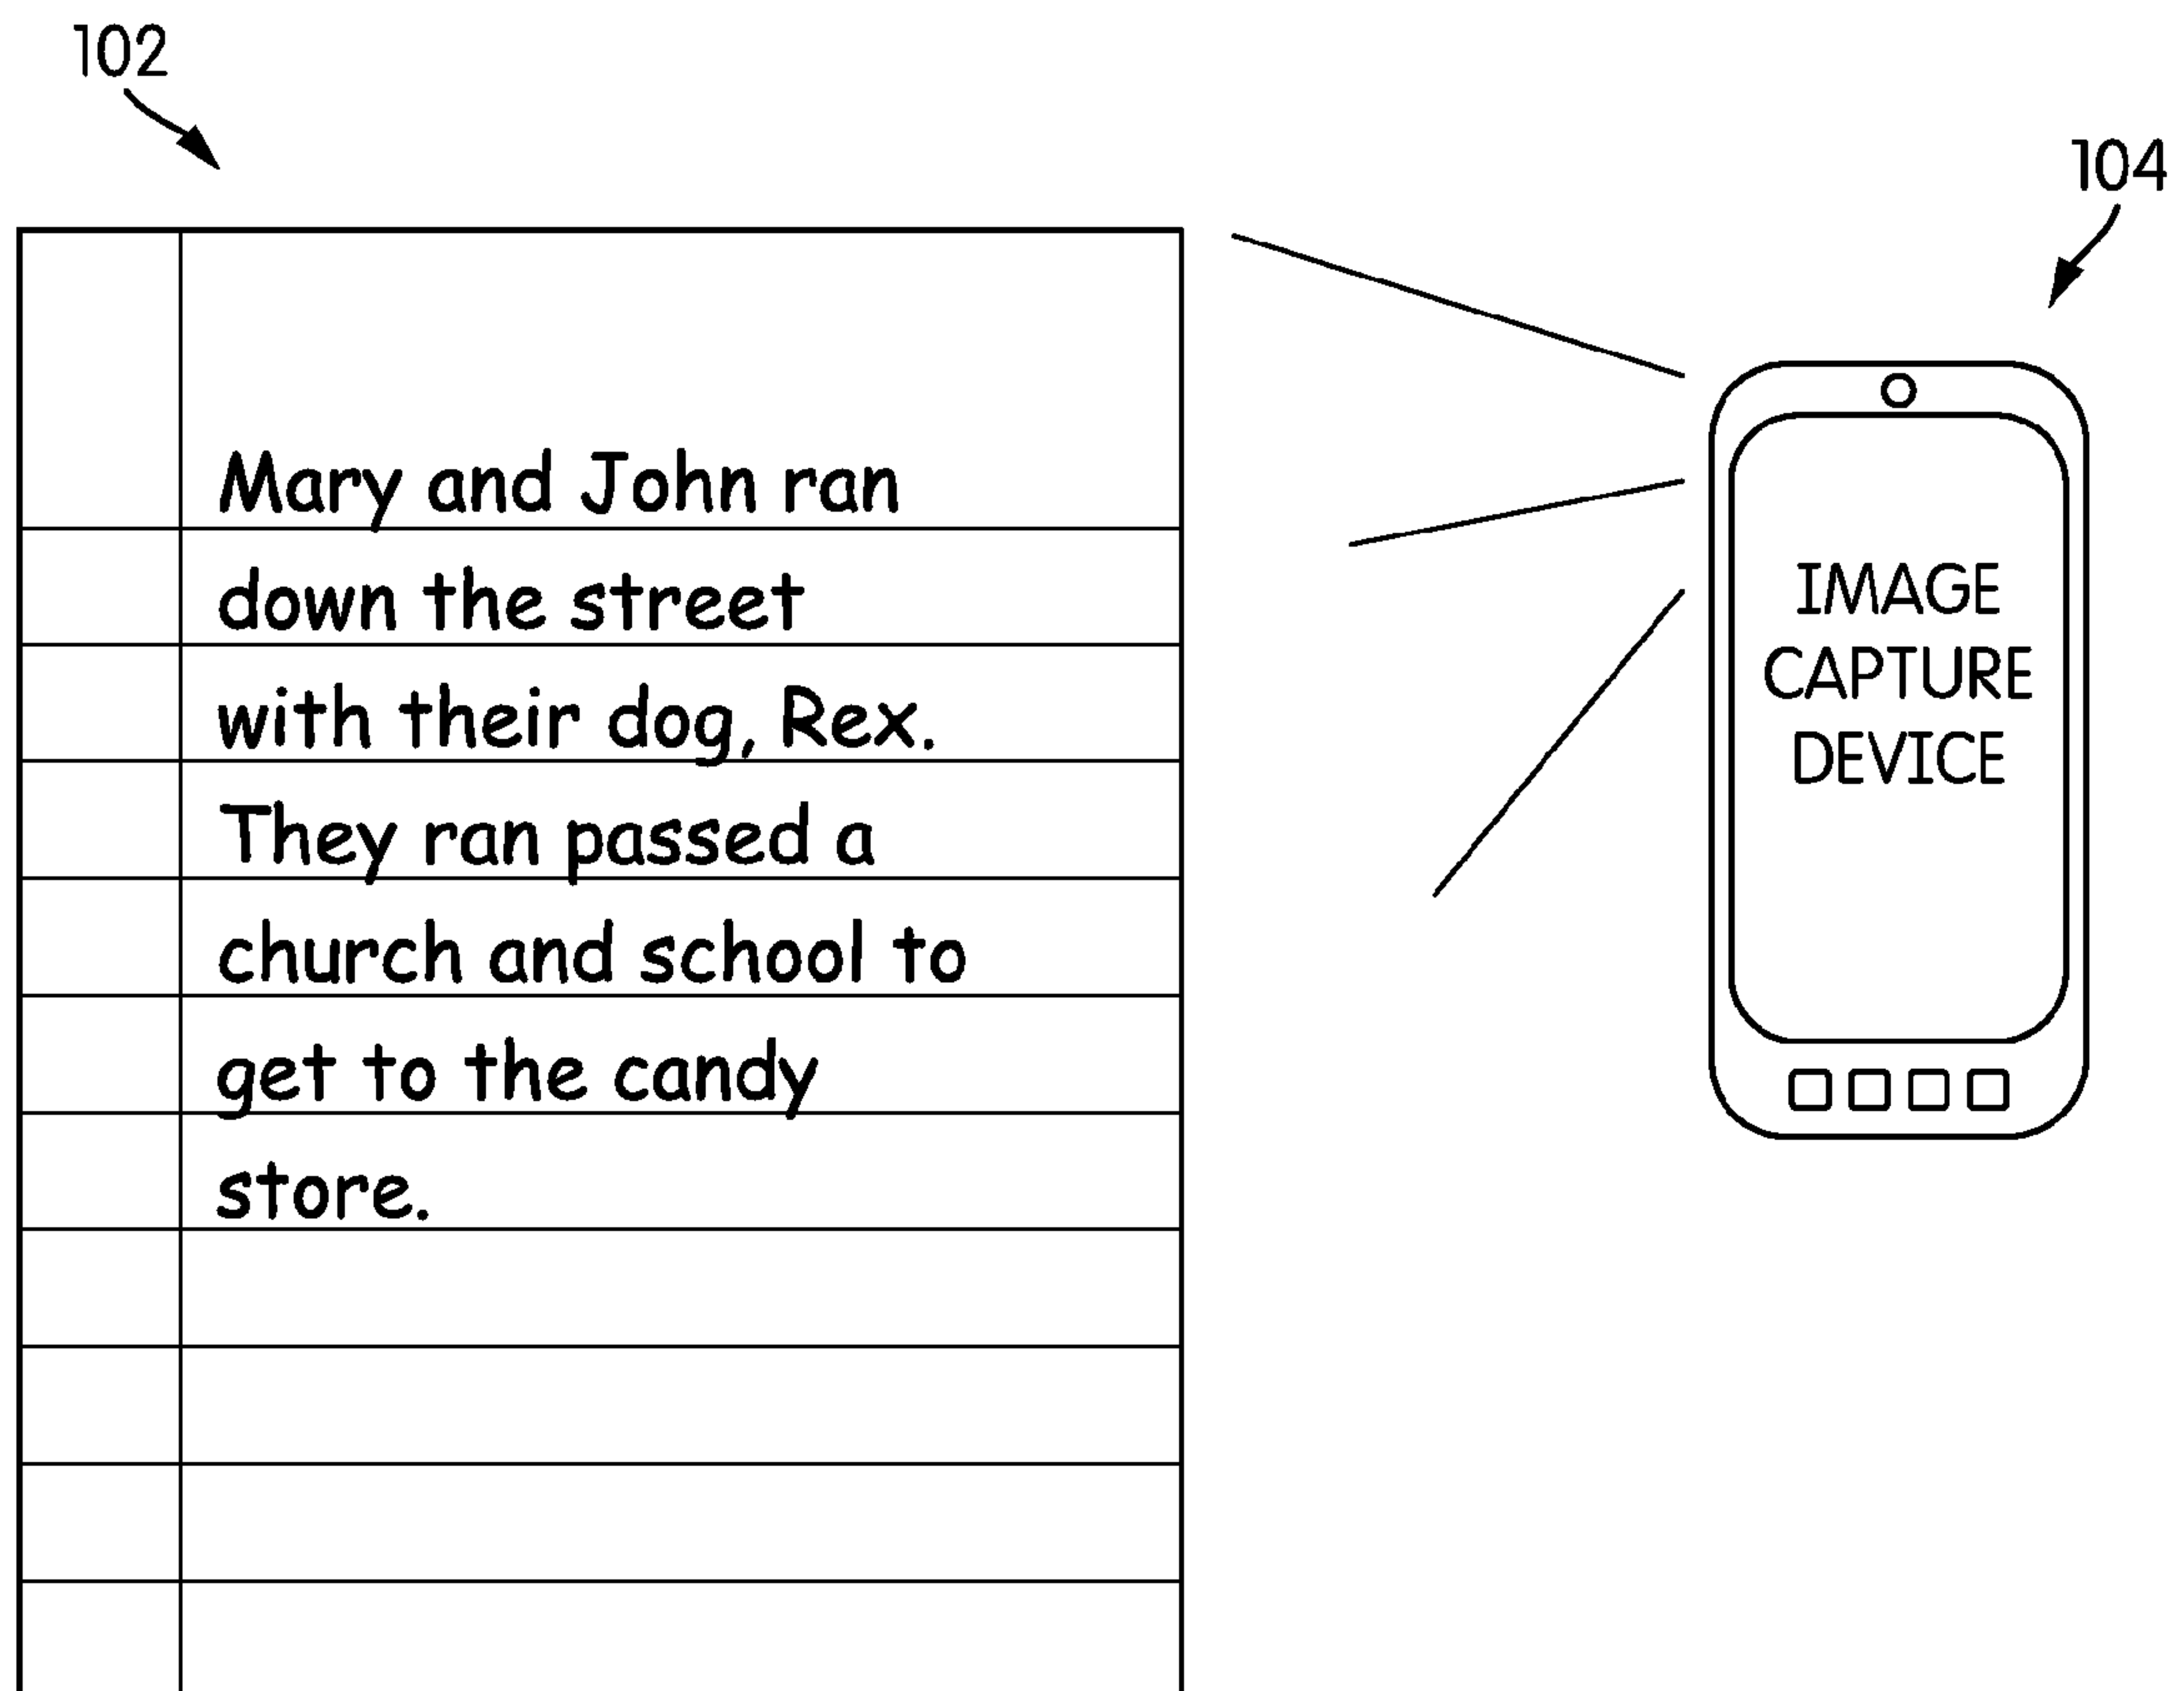 102
104
Mary and John ran
down the street
with their dog, Rex.
They ran passed a
church and school to
get to the candy
store.
IMAGE
CAPTURE
DEVICE